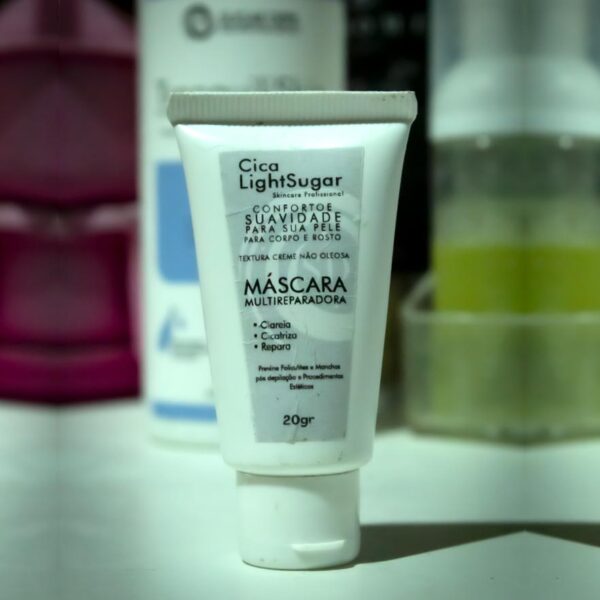 Cica
LightSugar
Skincare Profissional
CONFORTO E
SUAVIDADE
PARA SUA PELE
PARA CORPO E ROSTO
TEXTURA CREME NÃO OLEOSA
MÁSCARA
MULTIREPARADORA
• Clareia
• Cicatriza
• Repara
Previne Foliculites e Manchas
pós depilação e Procedimentos
Estéticos
20gr